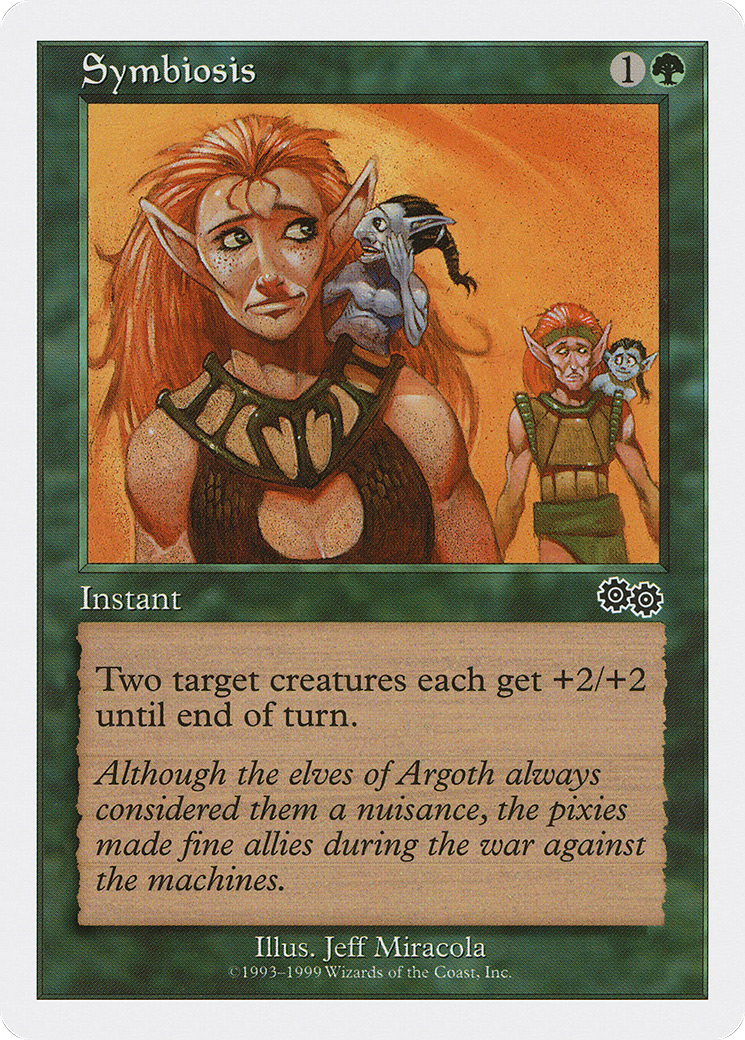 Symbiosis
1
Instant
Two target creatures each get +2/+2
until end of turn.
Although the elves of Argoth always
considered them a nuisance, the pixies
made fine allies during the war against
the machines.
Illus. Jeff Miracola
©1993–1999 Wizards of the Coast, Inc.